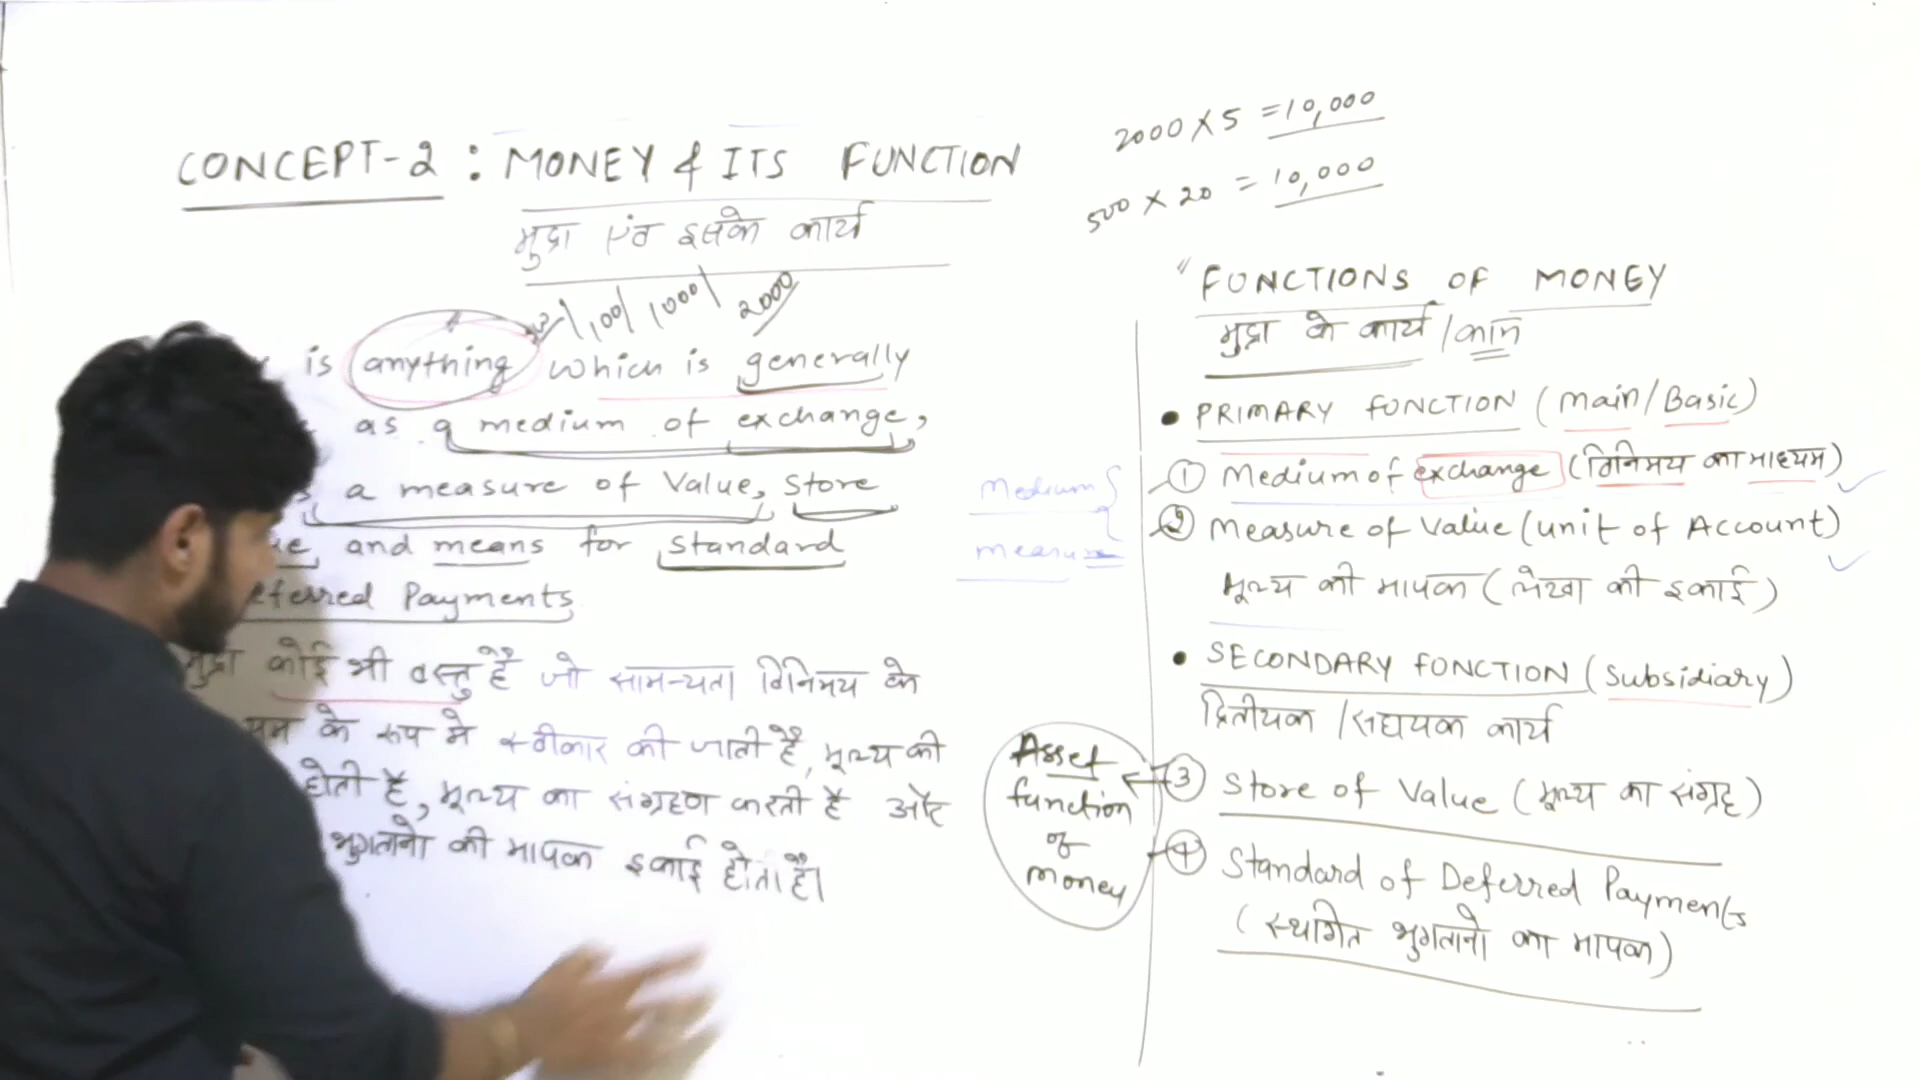 CONCEPT-2 : MONEY & ITS FUNCTION
मुद्रा एंव इसके कार्य
100/ 1000/ 2000
is anything which is generally
as a medium of exchange,
a measure of Value, Store
and means for Standard
eferred Payments
मुद्रा कोई भी वस्तु है जो सामन्यता विनिमय के
के रूप मे स्वीकार की जाती है, मूल्य की
होती है, मूल्य का संग्रहण करती है और
भुगतानो की मापक इकाई होता है।
2000 X 5 = 10,000
500 X 20 = 10,000
"FUNCTIONS OF MONEY
मुद्रा के कार्य / काम
• PRIMARY FUNCTION (Main/Basic)
① Medium of exchange (विनिमय का माध्यम)
② Measure of Value (unit of Account)
मूल्य की मापक (लेखा की इकाई)
Medium
measure
• SECONDARY FUNCTION (Subsidiary)
द्वितीयक / सहायक कार्य
③ Store of Value (मूल्य का संग्रह)
④ Standard of Deferred Payments
(स्थगित भुगतानो का मापक)
Asset
function
of
money